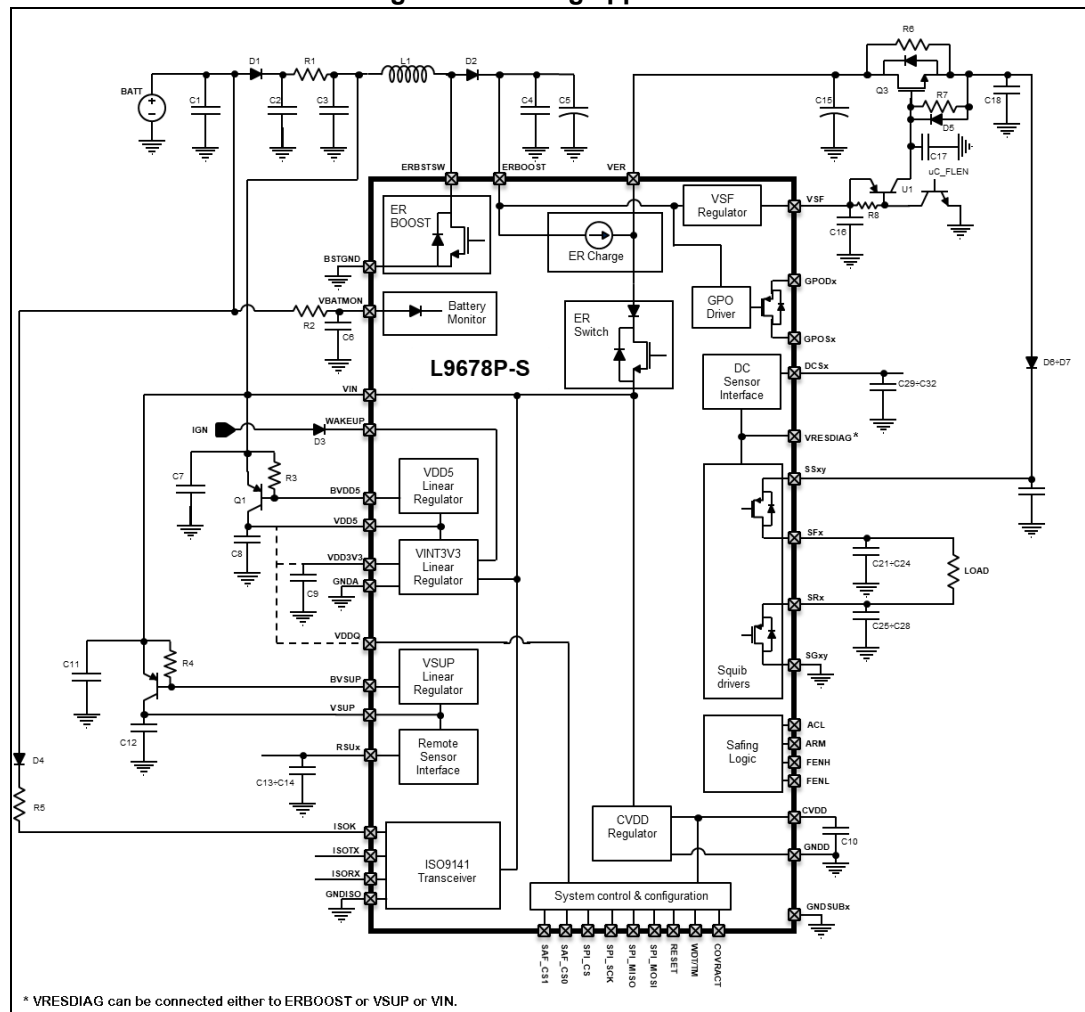 BATT
C1
D1
C2
R1
C3
L1
D2
C4
C5
C15
R6
Q3
R7
D5
C18
C17
uC_FLEN
U1
R8
C16
ERBSTSW
ERBOOST
VER
VSF
ER
BOOST
VSF
Regulator
ER Charge
BSTGND
VBATMON
R2
C6
Battery
Monitor
ER
Switch
GPO
Driver
GPODx
GPOSx
L9678P-S
DC
Sensor
Interface
DCSx
C29÷C32
D6÷D7
VIN
IGN
D3
WAKEUP
VRESDIAG *
C7
R3
Q1
BVDD5
VDD5
Linear
Regulator
VDD5
C8
VDD3V3
VINT3V3
Linear
Regulator
GNDA
C9
VDDQ
SSxy
SFx
C21÷C24
LOAD
SRx
C25÷C28
SGxy
Squib
drivers
C11
R4
BVSUP
VSUP
Linear
Regulator
VSUP
C12
RSUx
C13÷C14
Remote
Sensor
Interface
Safing
Logic
ACL
ARM
FENH
FENL
D4
R5
ISOK
ISOTX
ISORX
GNDISO
ISO9141
Transceiver
CVDD
Regulator
CVDD
C10
GNDD
System control & configuration
GNDSUBx
SAF_CS1
SAF_CS0
SPI_CS
SPI_SCK
SPI_MISO
SPI_MOSI
RESET
WDT/TM
COVRACT
* VRESDIAG can be connected either to ERBOOST or VSUP or VIN.